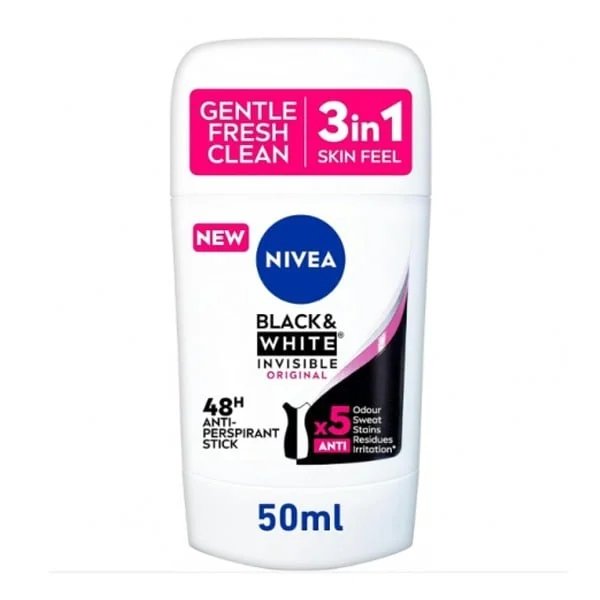 GENTLE
FRESH
CLEAN
3in1
SKIN FEEL
NEW
NIVEA
BLACK&
WHITE®
INVISIBLE
ORIGINAL
48H
ANTI-
PERSPIRANT
STICK
x5
ANTI
Odour
Sweat
Stains
Residues
Irritation*
50ml